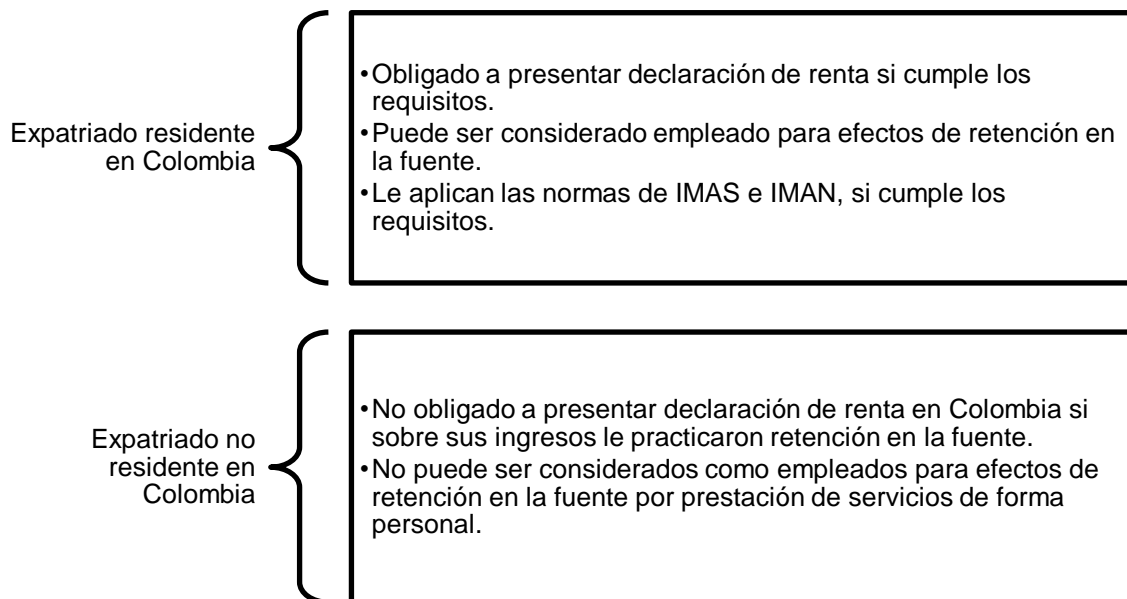 Expatriado residente
en Colombia
•Obligado a presentar declaración de renta si cumple los
requisitos.
•Puede ser considerado empleado para efectos de retención en
la fuente.
•Le aplican las normas de IMAS e IMAN, si cumple los
requisitos.
Expatriado no
residente en
Colombia
•No obligado a presentar declaración de renta en Colombia si
sobre sus ingresos le practicaron retención en la fuente.
•No puede ser considerados como empleados para efectos de
retención en la fuente por prestación de servicios de forma
personal.